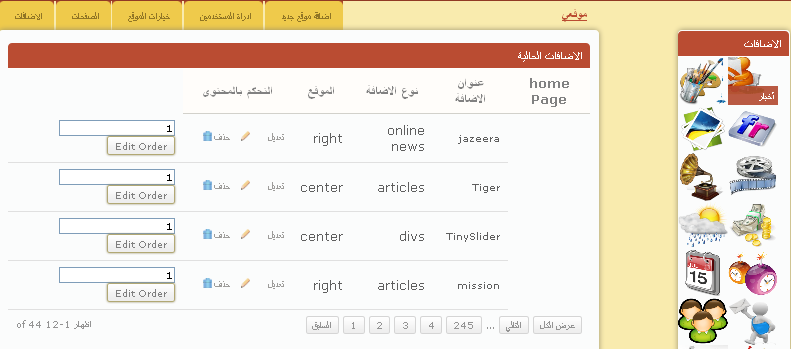 موقعي
اضافة موقع جديد
ادراة المستخدمين
خيارات الموقع
الصفحات
الاضافات
الاضافات
أخبار
15
الاضافات الحالية
home Page
عنوان الاضافة
نوع الاضافة
الموقع
التحكم بالمحتوى
jazeera
online news
right
تعديل
حذف
1
Edit Order
Tiger
articles
center
تعديل
حذف
1
Edit Order
TinySlider
divs
center
تعديل
حذف
1
Edit Order
mission
articles
right
تعديل
حذف
1
Edit Order
عرض الكل
التالي
...
245
4
3
2
1
السابق
اظهار 1-12 of 44